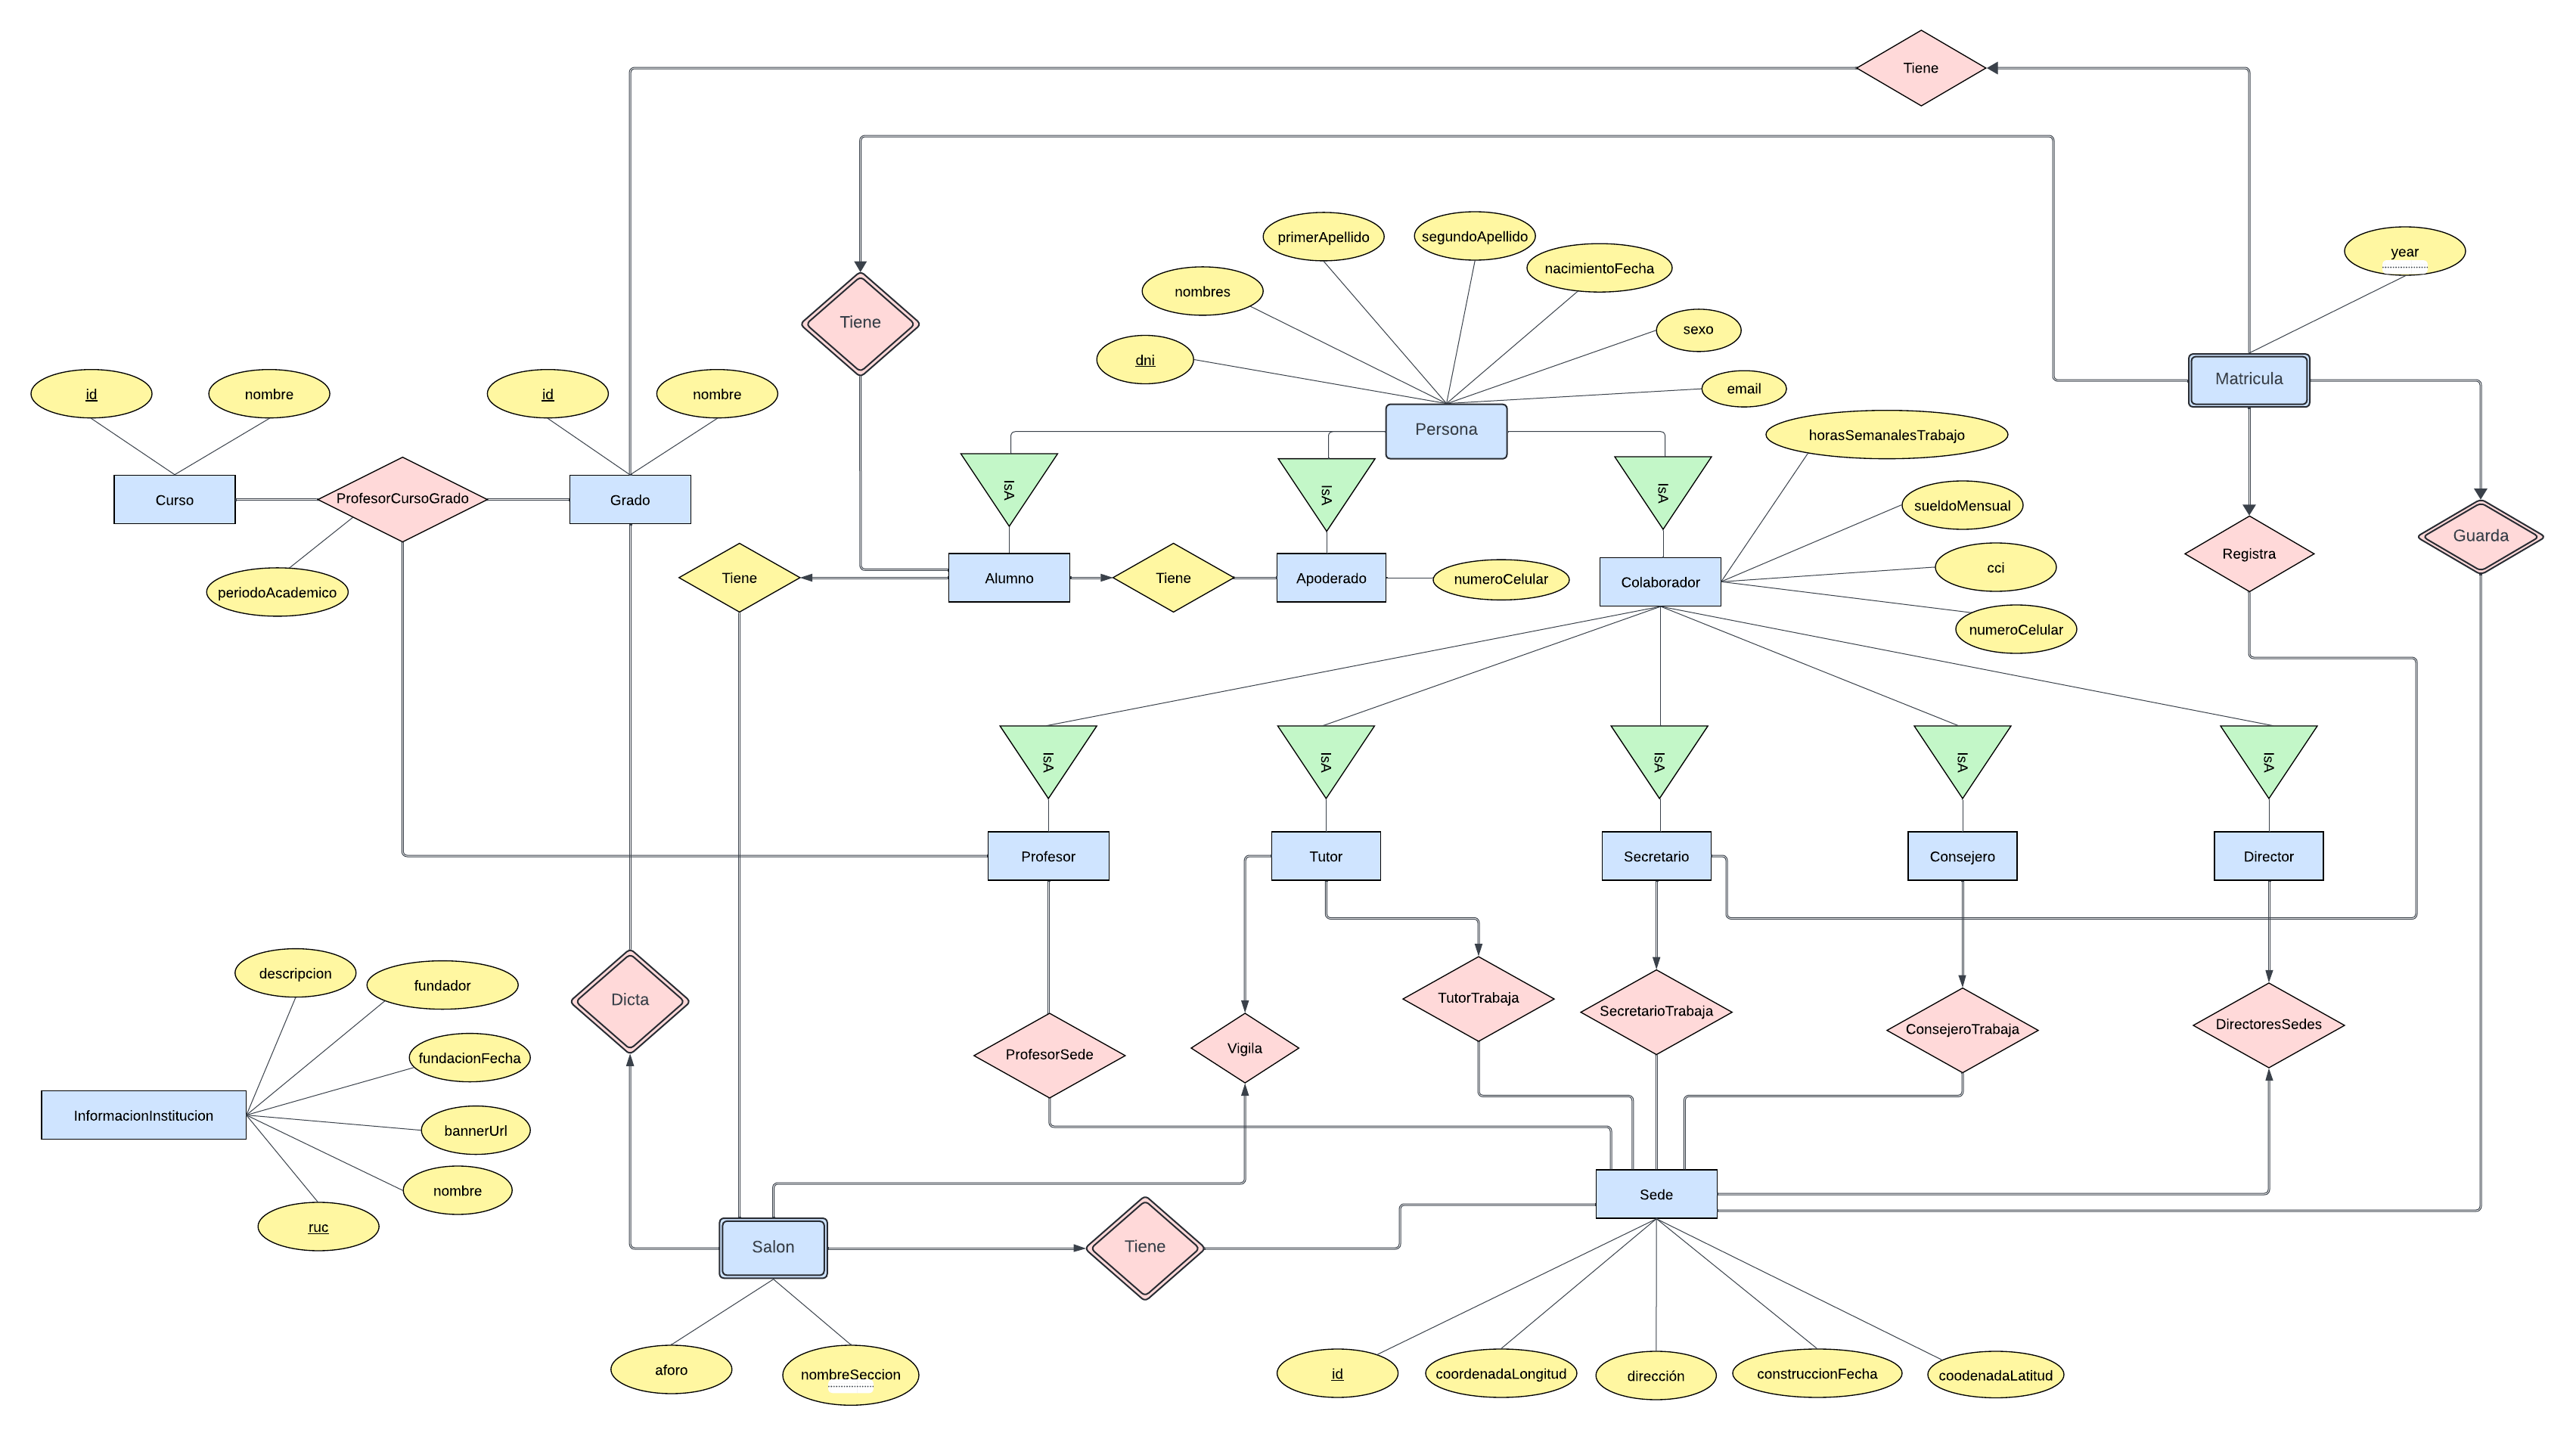 Tiene
primerApellido
segundoApellido
nacimientoFecha
nombres
year
Tiene
sexo
dni
email
Matricula
id
nombre
id
nombre
Persona
horasSemanalesTrabajo
Curso
ProfesorCursoGrado
Grado
IsA
IsA
IsA
sueldoMensual
Registra
Guarda
periodoAcademico
Tiene
Alumno
Tiene
Apoderado
numeroCelular
Colaborador
cci
numeroCelular
IsA
IsA
IsA
IsA
IsA
Profesor
Tutor
Secretario
Consejero
Director
descripcion
fundador
Dicta
TutorTrabaja
SecretarioTrabaja
ConsejeroTrabaja
DirectoresSedes
fundacionFecha
ProfesorSede
Vigila
InformacionInstitucion
bannerUrl
nombre
Sede
ruc
Salon
Tiene
aforo
nombreSeccion
id
coordenadaLongitud
dirección
construccionFecha
coodenadaLatitud